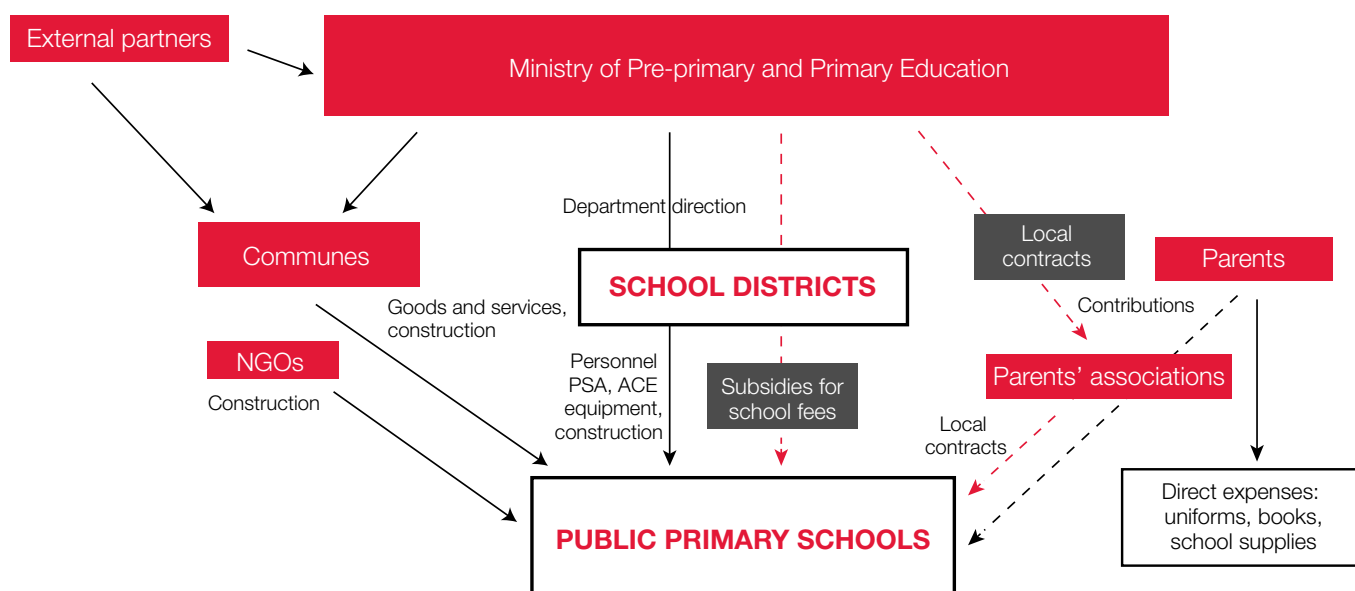 External partners
Ministry of Pre-primary and Primary Education
Department direction
Communes
Local
contracts
Parents
SCHOOL DISTRICTS
Goods and services,
construction
Contributions
NGOs
Construction
Personnel
PSA, ACE
equipment,
construction
Subsidies for
school fees
Parents’ associations
Local
contracts
Direct expenses:
uniforms, books,
school supplies
PUBLIC PRIMARY SCHOOLS